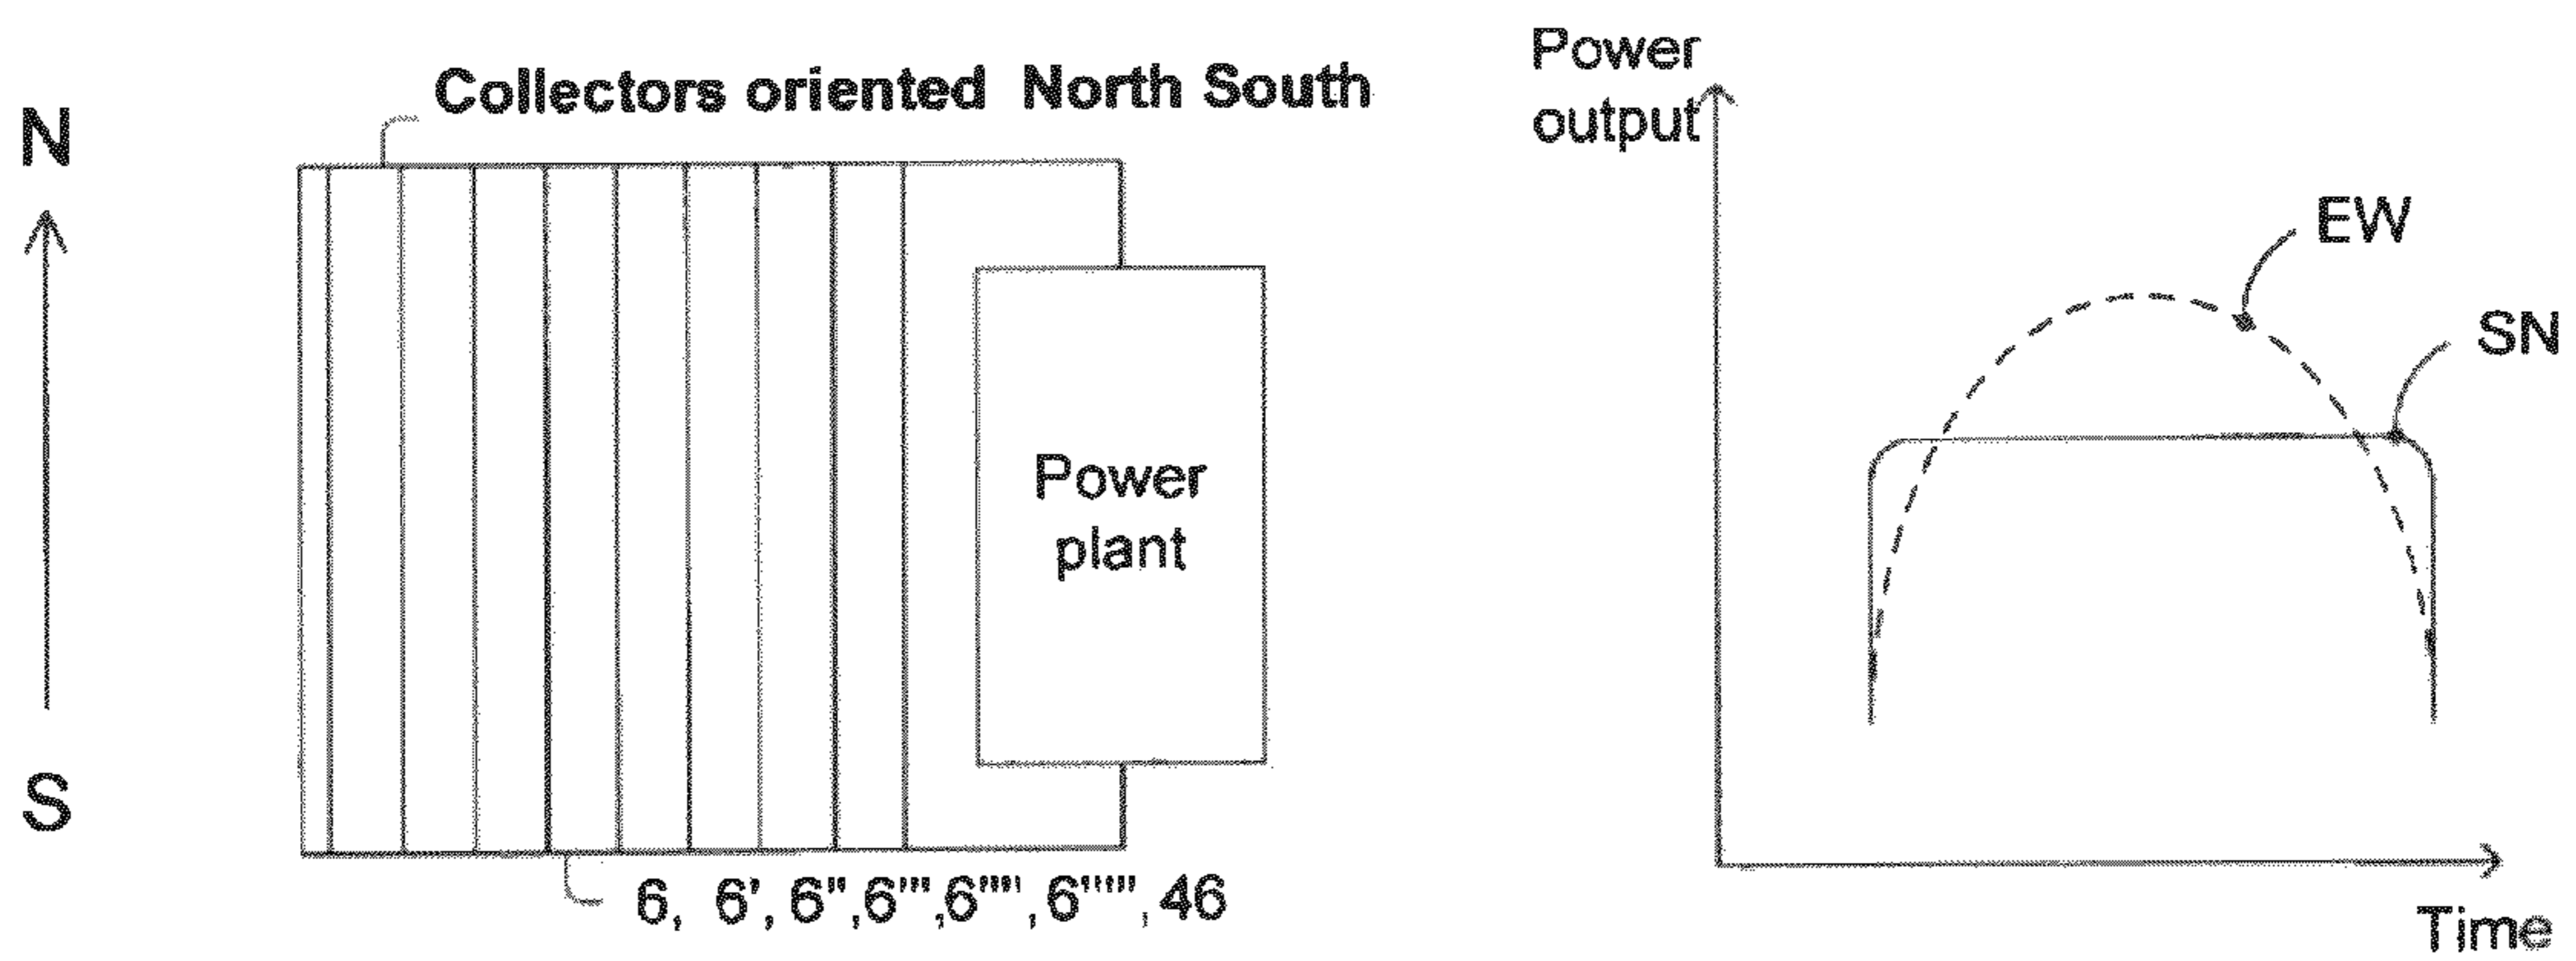 N
S
Collectors oriented North South
Power
plant
6, 6', 6", 6"', 6"", 6""', 46
Power
output
EW
SN
Time